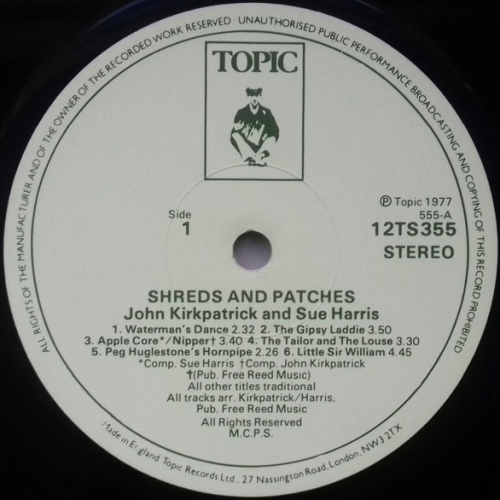 ALL RIGHTS OF THE MANUFACTURER AND OF THE OWNER OF THE RECORDED WORK RESERVED · UNAUTHORISED PUBLIC PERFORMANCE BROADCASTING AND COPYING OF THIS RECORD PROHIBITED
TOPIC
Side
1
Ⓟ Topic 1977
555-A
12TS355
STEREO
SHREDS AND PATCHES
John Kirkpatrick and Sue Harris
1. Waterman's Dance 2.32 2. The Gipsy Laddie 3.50
3. Apple Core*/Nipper† 3.40 4. The Tailor and The Louse 3.30
5. Peg Huglestone's Hornpipe 2.26 6. Little Sir William 4.45
*Comp. Sue Harris †Comp. John Kirkpatrick
†(Pub. Free Reed Music)
All other titles traditional
All tracks arr. Kirkpatrick/Harris,
Pub. Free Reed Music
All Rights Reserved
M.C.P.S.
Made in England Topic Records Ltd., 27 Nassington Road, London, NW3 2TX